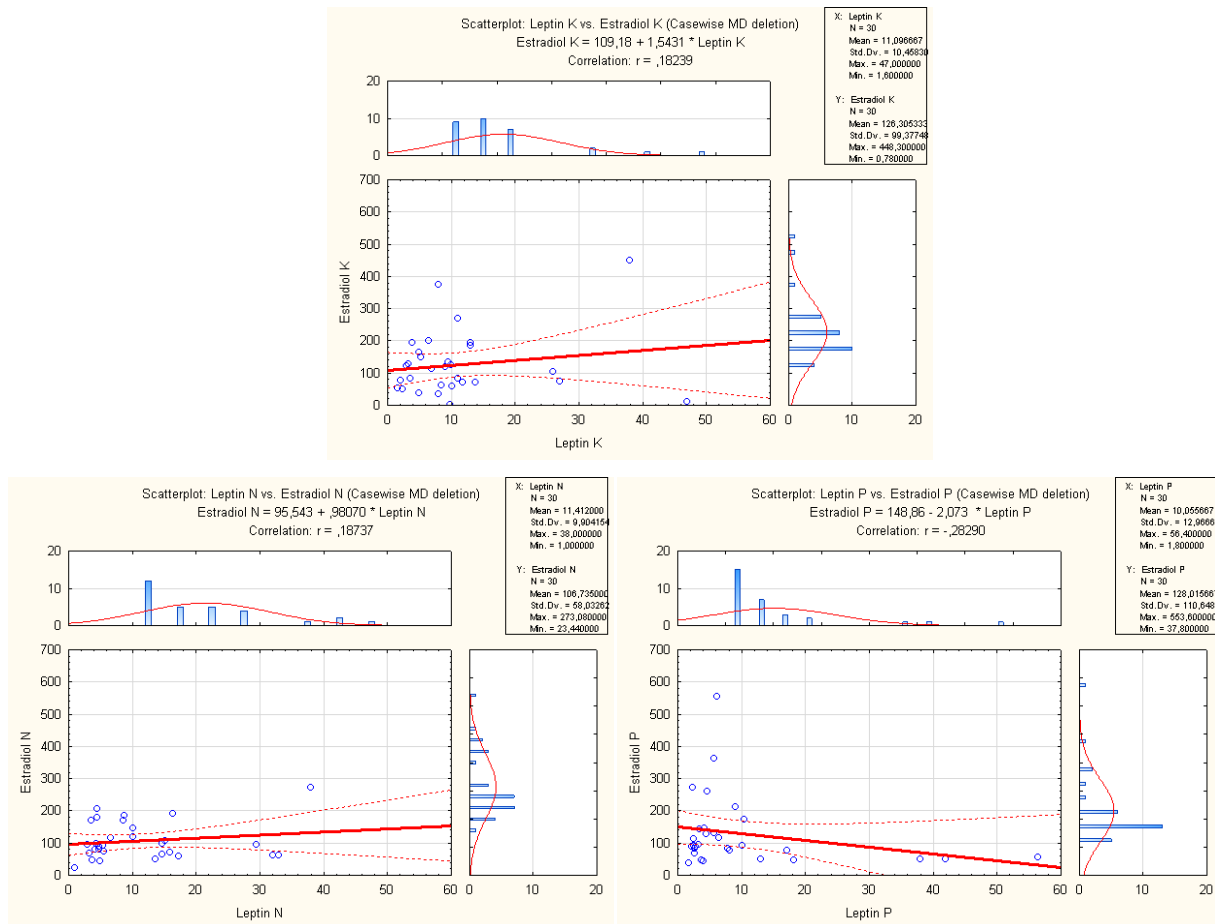 Scatterplot: Leptin K vs. Estradiol K (Casewise MD deletion)
Estradiol K = 109,18 + 1,5431 * Leptin K
Correlation: r = ,18239
X: Leptin K
N = 30
Mean = 11,096667
Std.Dv. = 10,45830
Max. = 47,000000
Min. = 1,600000
Y: Estradiol K
N = 30
Mean = 126,305333
Std.Dv. = 99,37748
Max. = 448,300000
Min. = 0,780000
20
10
0
700
600
500
400
300
200
100
0
Estradiol K
0 10 20 30 40 50 60
Leptin K
0 10 20
Scatterplot: Leptin N vs. Estradiol N (Casewise MD deletion)
Estradiol N = 95,543 + ,98070 * Leptin N
Correlation: r = ,18737
X: Leptin N
N = 30
Mean = 11,412000
Std.Dv. = 9,904154
Max. = 38,000000
Min. = 1,000000
Y: Estradiol N
N = 30
Mean = 106,735000
Std.Dv. = 58,03262
Max. = 273,080000
Min. = 23,440000
20
10
0
700
600
500
400
300
200
100
0
Estradiol N
0 10 20 30 40 50 60
Leptin N
0 10 20
Scatterplot: Leptin P vs. Estradiol P (Casewise MD deletion)
Estradiol P = 148,86 - 2,073 * Leptin P
Correlation: r = -,28290
X: Leptin P
N = 30
Mean = 10,055667
Std.Dv. = 12,9666
Max. = 56,400000
Min. = 1,800000
Y: Estradiol P
N = 30
Mean = 128,015667
Std.Dv. = 110,648
Max. = 553,600000
Min. = 37,800000
20
10
0
700
600
500
400
300
200
100
0
Estradiol P
0 10 20 30 40 50 60
Leptin P
0 10 20